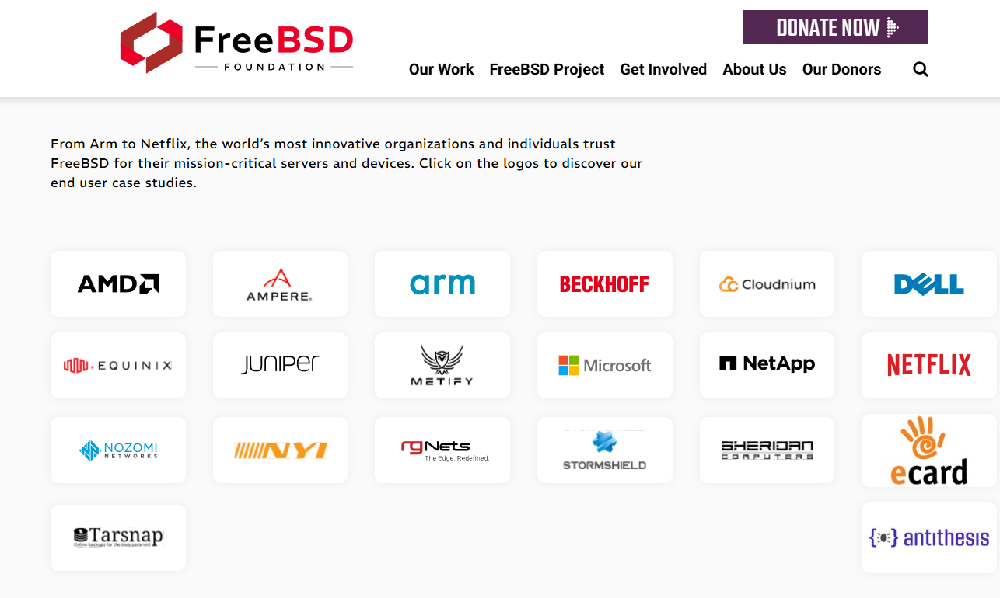 FreeBSD
FOUNDATION
DONATE NOW
Our Work FreeBSD Project Get Involved About Us Our Donors
From Arm to Netflix, the world’s most innovative organizations and individuals trust
FreeBSD for their mission-critical servers and devices. Click on the logos to discover our
end user case studies.
AMD
AMPERE®
arm
BECKHOFF
Cloudnium
DELL
EQUINIX
JUNIPEr
METIFY
Microsoft
NetApp
NETFLIX
NOZOMI
NETWORKS
NYI
rgNets
The Edge. Redefined.
STORMSHIELD
SHERIDAN
COMPUTERS
ecard
Tarsnap
Online backups for the truly paranoid
{} antithesis